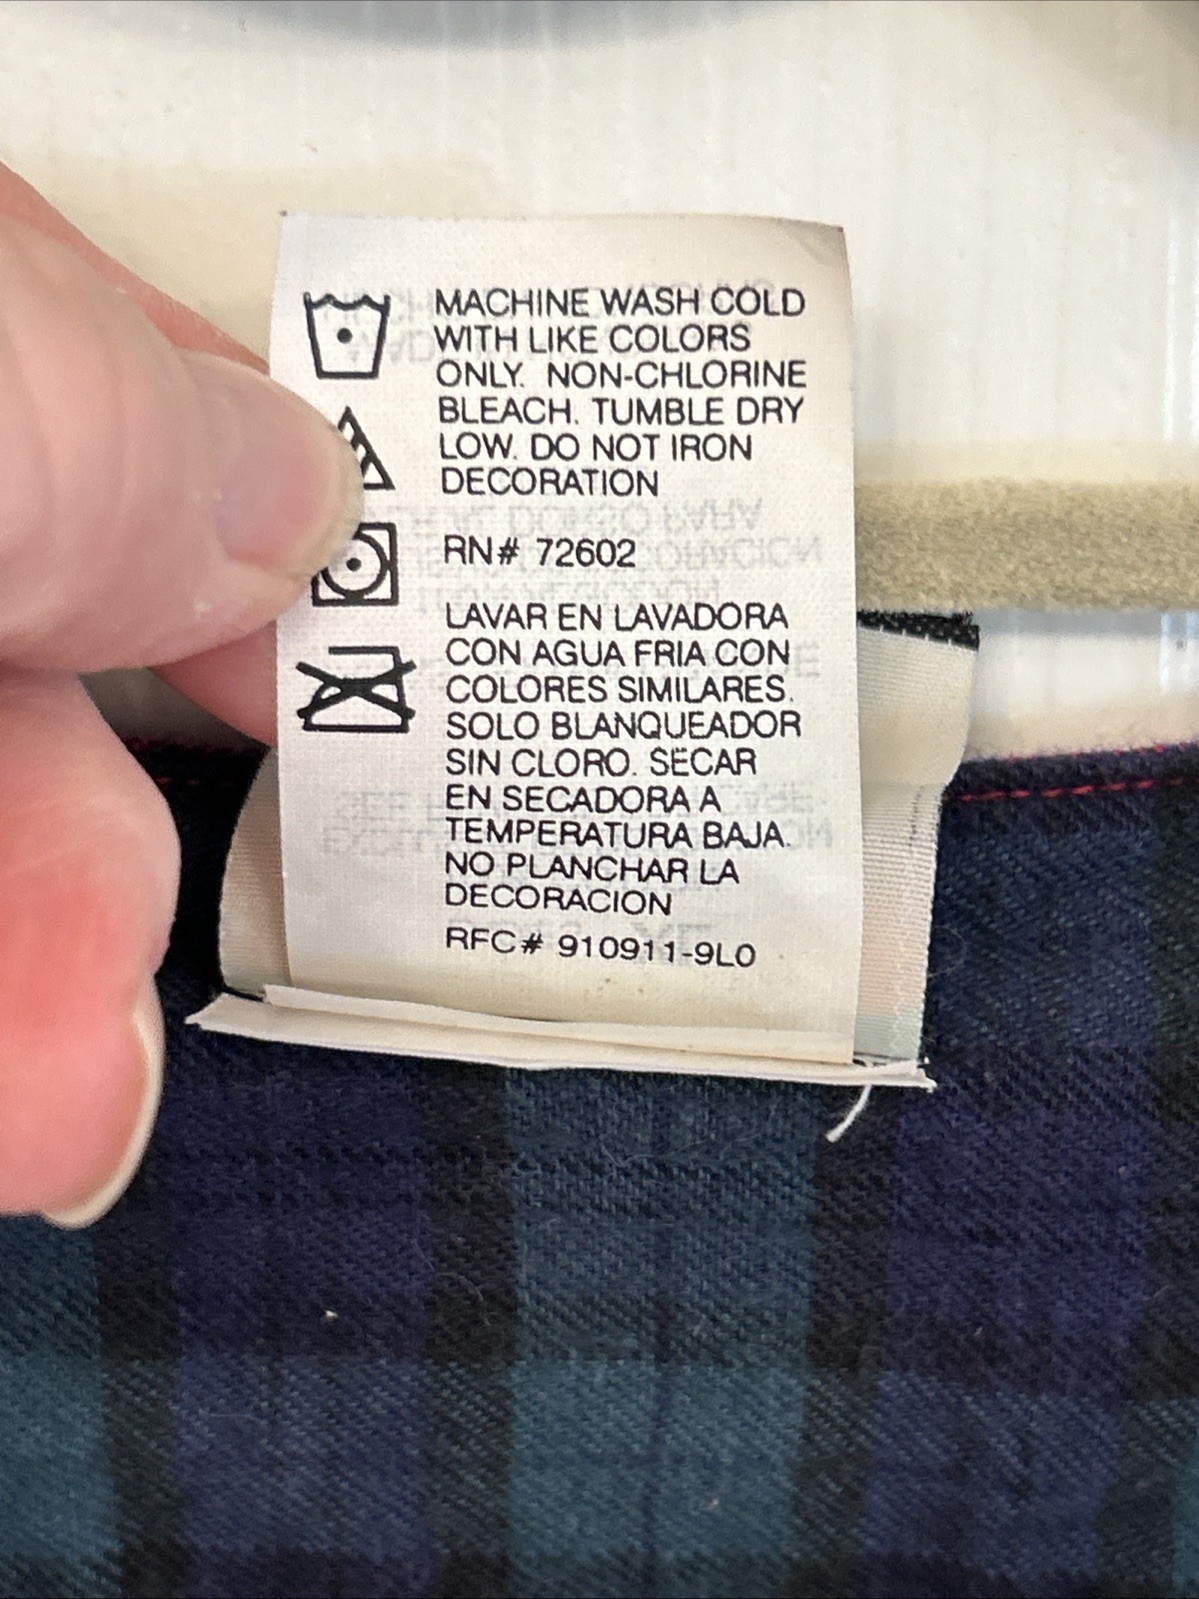 MACHINE WASH COLD
WITH LIKE COLORS
ONLY. NON-CHLORINE
BLEACH. TUMBLE DRY
LOW. DO NOT IRON
DECORATION
RN# 72602
LAVAR EN LAVADORA
CON AGUA FRIA CON
COLORES SIMILARES.
SOLO BLANQUEADOR
SIN CLORO. SECAR
EN SECADORA A
TEMPERATURA BAJA.
NO PLANCHAR LA
DECORACION
RFC# 910911-9L0